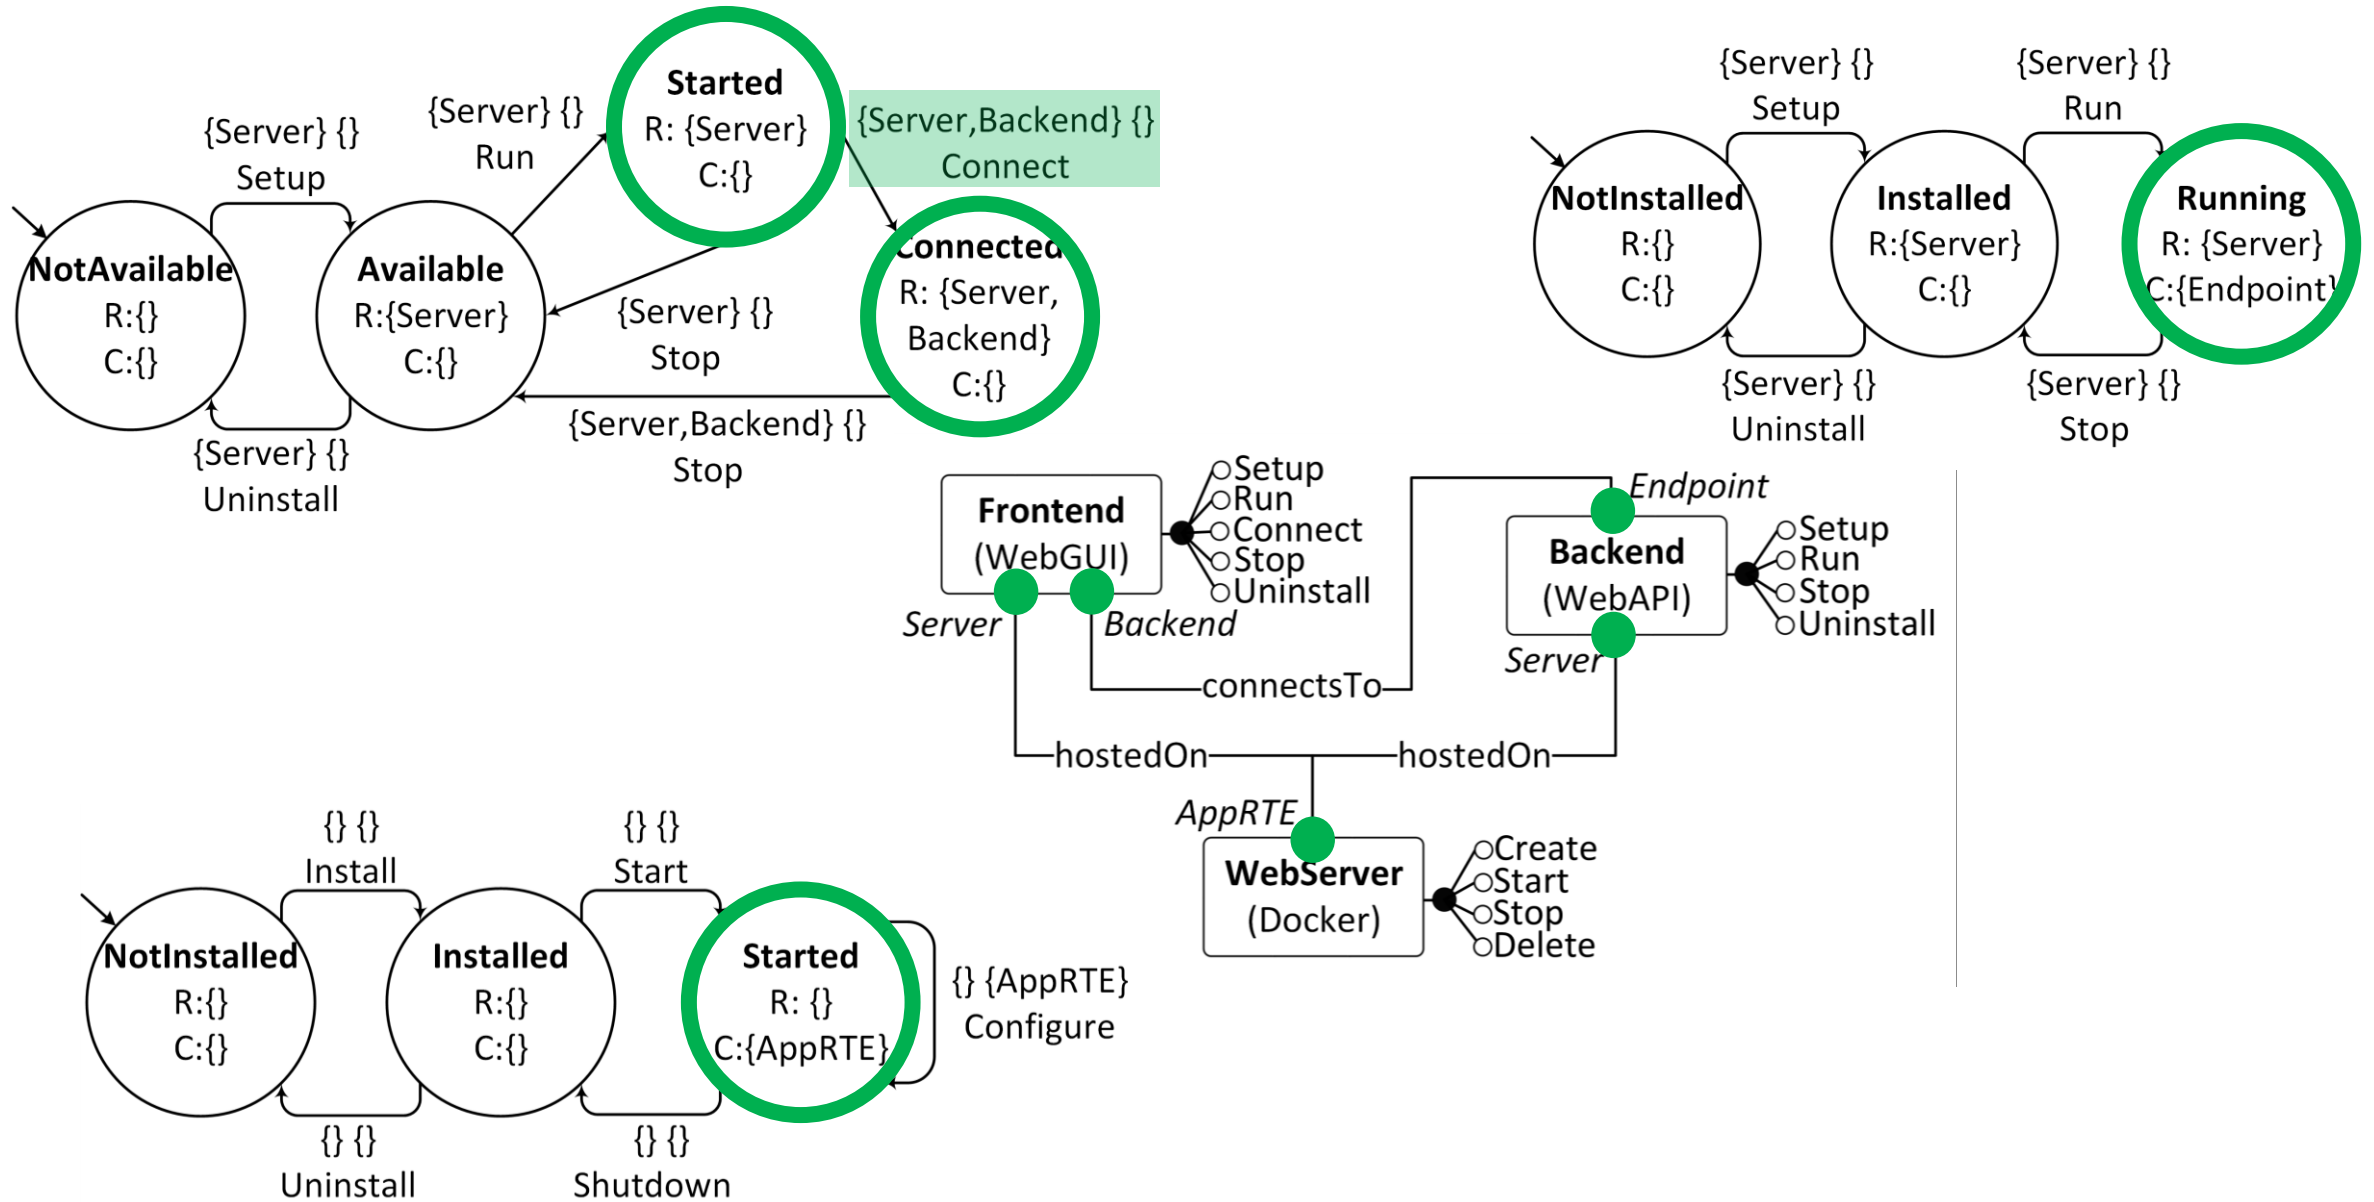 {Server} {}
Setup
{Server} {}
Run
Started
R: {Server}
C:{}
{Server,Backend} {}
Connect
NotAvailable
R:{}
C:{}
Available
R:{Server}
C:{}
Connected
R: {Server,
Backend}
C:{}
{Server} {}
Stop
{Server,Backend} {}
Stop
{Server} {}
Uninstall
{Server} {}
Setup
{Server} {}
Run
NotInstalled
R:{}
C:{}
Installed
R:{Server}
C:{}
Running
R: {Server}
C:{Endpoint}
{Server} {}
Uninstall
{Server} {}
Stop
Frontend
(WebGUI)
Setup
Run
Connect
Stop
Uninstall
Server
Backend
Endpoint
Backend
(WebAPI)
Setup
Run
Stop
Uninstall
Server
connectsTo
hostedOn
hostedOn
AppRTE
WebServer
(Docker)
Create
Start
Stop
Delete
{} {}
Install
{} {}
Start
NotInstalled
R:{}
C:{}
Installed
R:{}
C:{}
Started
R: {}
C:{AppRTE}
{} {AppRTE}
Configure
{} {}
Uninstall
{} {}
Shutdown